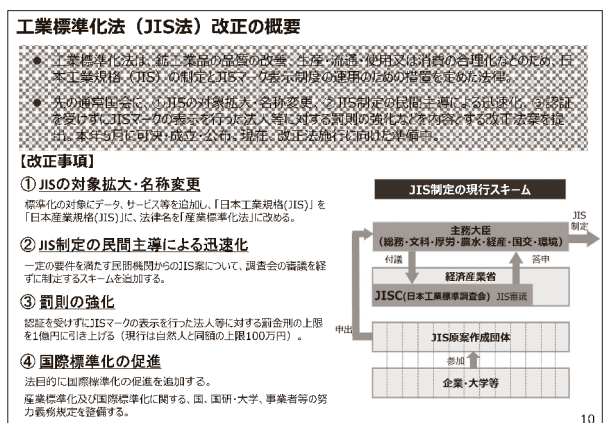 工業標準化法（JIS法）改正の概要
● 工業標準化法は、鉱工業品の品質の改善、生産・流通・使用又は消費の合理化などのため、日
本工業規格（JIS）の制定とJISマーク表示制度の運用のための措置を定めた法律。
● 先の通常国会に、①JISの対象拡大・名称変更、②JIS制定の民間主導による迅速化、③認証
を受けずにJISマークの表示を行った法人等に対する罰則の強化などを内容とする改正法案を提
出。本年5月に可決・成立・公布。現在、改正法施行に向けた準備中。
【改正事項】
① JISの対象拡大・名称変更
標準化の対象にデータ、サービス等を追加し、「日本工業規格(JIS)」を
「日本産業規格(JIS)」に、法律名を「産業標準化法」に改める。
② JIS制定の民間主導による迅速化
一定の要件を満たす民間機関からのJIS案について、調査会の審議を経
ずに制定するスキームを追加する。
③ 罰則の強化
認証を受けずにJISマークの表示を行った法人等に対する罰金刑の上限
を1億円に引き上げる（現行は自然人と同額の上限100万円）。
④ 国際標準化の促進
法目的に国際標準化の促進を追加する。
産業標準化及び国際標準化に関する、国、国研・大学、事業者等の努
力義務規定を整備する。
JIS制定の現行スキーム
JIS
制定
主務大臣
（総務・文科・厚労・農水・経産・国交・環境）
付議
答申
経済産業省
JISC(日本工業標準調査会) JIS審議
申出
JIS原案作成団体
参加
企業・大学等
10